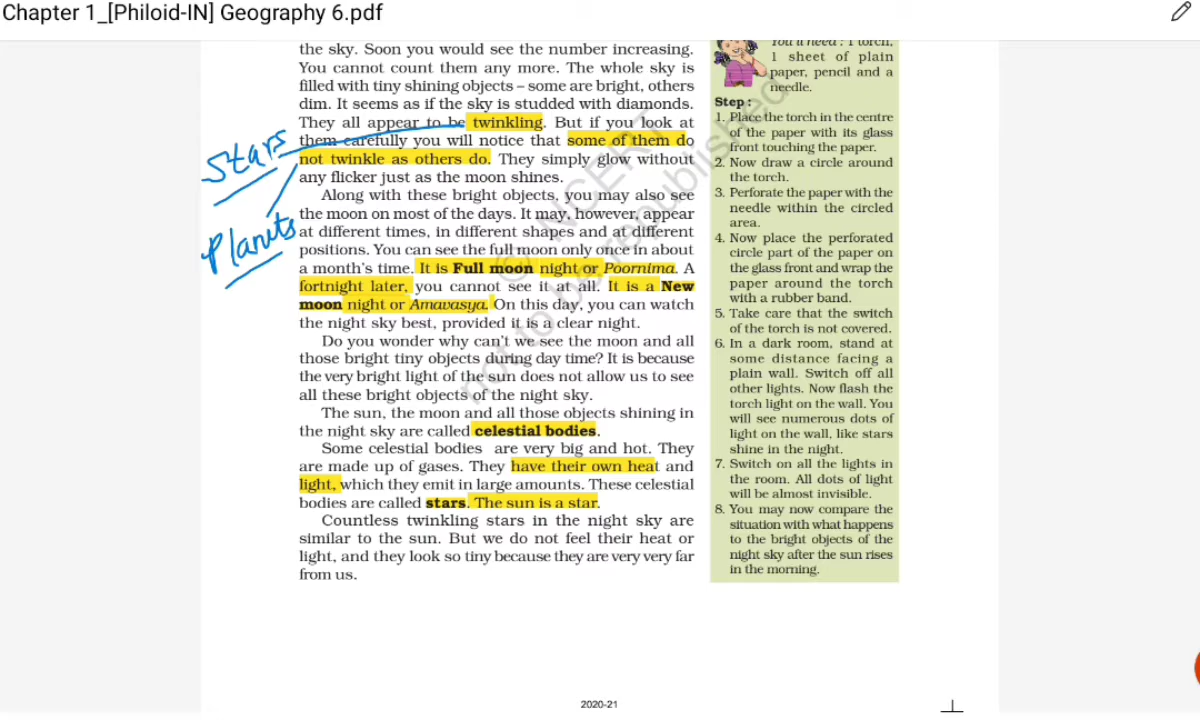 Chapter 1_[Philoid-IN] Geography 6.pdf
the sky. Soon you would see the number increasing.
You cannot count them any more. The whole sky is
filled with tiny shining objects – some are bright, others
dim. It seems as if the sky is studded with diamonds.
They all appear to be twinkling. But if you look at
them carefully you will notice that some of them do
not twinkle as others do. They simply glow without
any flicker just as the moon shines.
Along with these bright objects, you may also see
the moon on most of the days. It may, however, appear
at different times, in different shapes and at different
positions. You can see the full moon only once in about
a month's time. It is Full moon night or Poornima. A
fortnight later, you cannot see it at all. It is a New
moon night or Amavasya. On this day, you can watch
the night sky best, provided it is a clear night.
Do you wonder why can't we see the moon and all
those bright tiny objects during day time? It is because
the very bright light of the sun does not allow us to see
all these bright objects of the night sky.
The sun, the moon and all those objects shining in
the night sky are called celestial bodies.
Some celestial bodies are very big and hot. They
are made up of gases. They have their own heat and
light, which they emit in large amounts. These celestial
bodies are called stars. The sun is a star.
Countless twinkling stars in the night sky are
similar to the sun. But we do not feel their heat or
light, and they look so tiny because they are very very far
from us.
Stars
Planets
You'll need : 1 torch,
1 sheet of plain
paper, pencil and a
needle.
Step :
1. Place the torch in the centre
of the paper with its glass
front touching the paper.
2. Now draw a circle around
the torch.
3. Perforate the paper with the
needle within the circled
area.
4. Now place the perforated
circle part of the paper on
the glass front and wrap the
paper around the torch
with a rubber band.
5. Take care that the switch
of the torch is not covered.
6. In a dark room, stand at
some distance facing a
plain wall. Switch off all
other lights. Now flash the
torch light on the wall. You
will see numerous dots of
light on the wall, like stars
shine in the night.
7. Switch on all the lights in
the room. All dots of light
will be almost invisible.
8. You may now compare the
situation with what happens
to the bright objects of the
night sky after the sun rises
in the morning.
© NCERT
not to be republished
2020-21